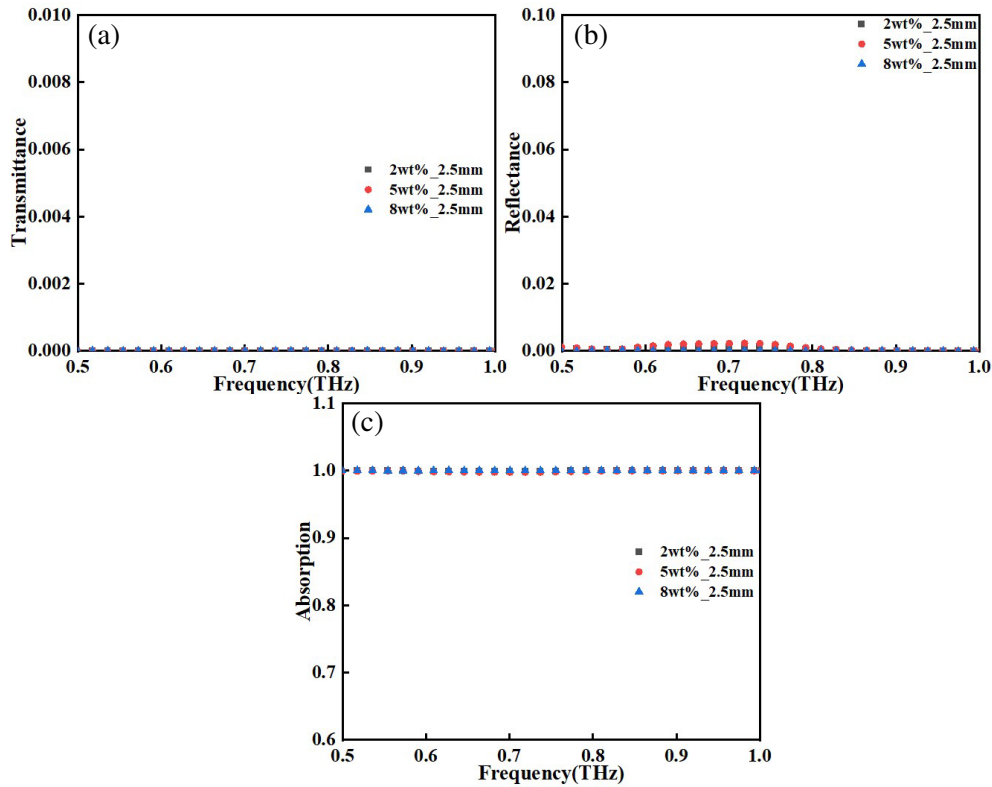 (a)
0.010
0.008
0.006
0.004
0.002
0.000
Transmittance
2wt%_2.5mm
5wt%_2.5mm
8wt%_2.5mm
0.5 0.6 0.7 0.8 0.9 1.0
Frequency(THz)
(b)
0.10
0.08
0.06
0.04
0.02
0.00
Reflectance
2wt%_2.5mm
5wt%_2.5mm
8wt%_2.5mm
0.5 0.6 0.7 0.8 0.9 1.0
Frequency(THz)
(c)
1.1
1.0
0.9
0.8
0.7
0.6
Absorption
2wt%_2.5mm
5wt%_2.5mm
8wt%_2.5mm
0.5 0.6 0.7 0.8 0.9 1.0
Frequency(THz)